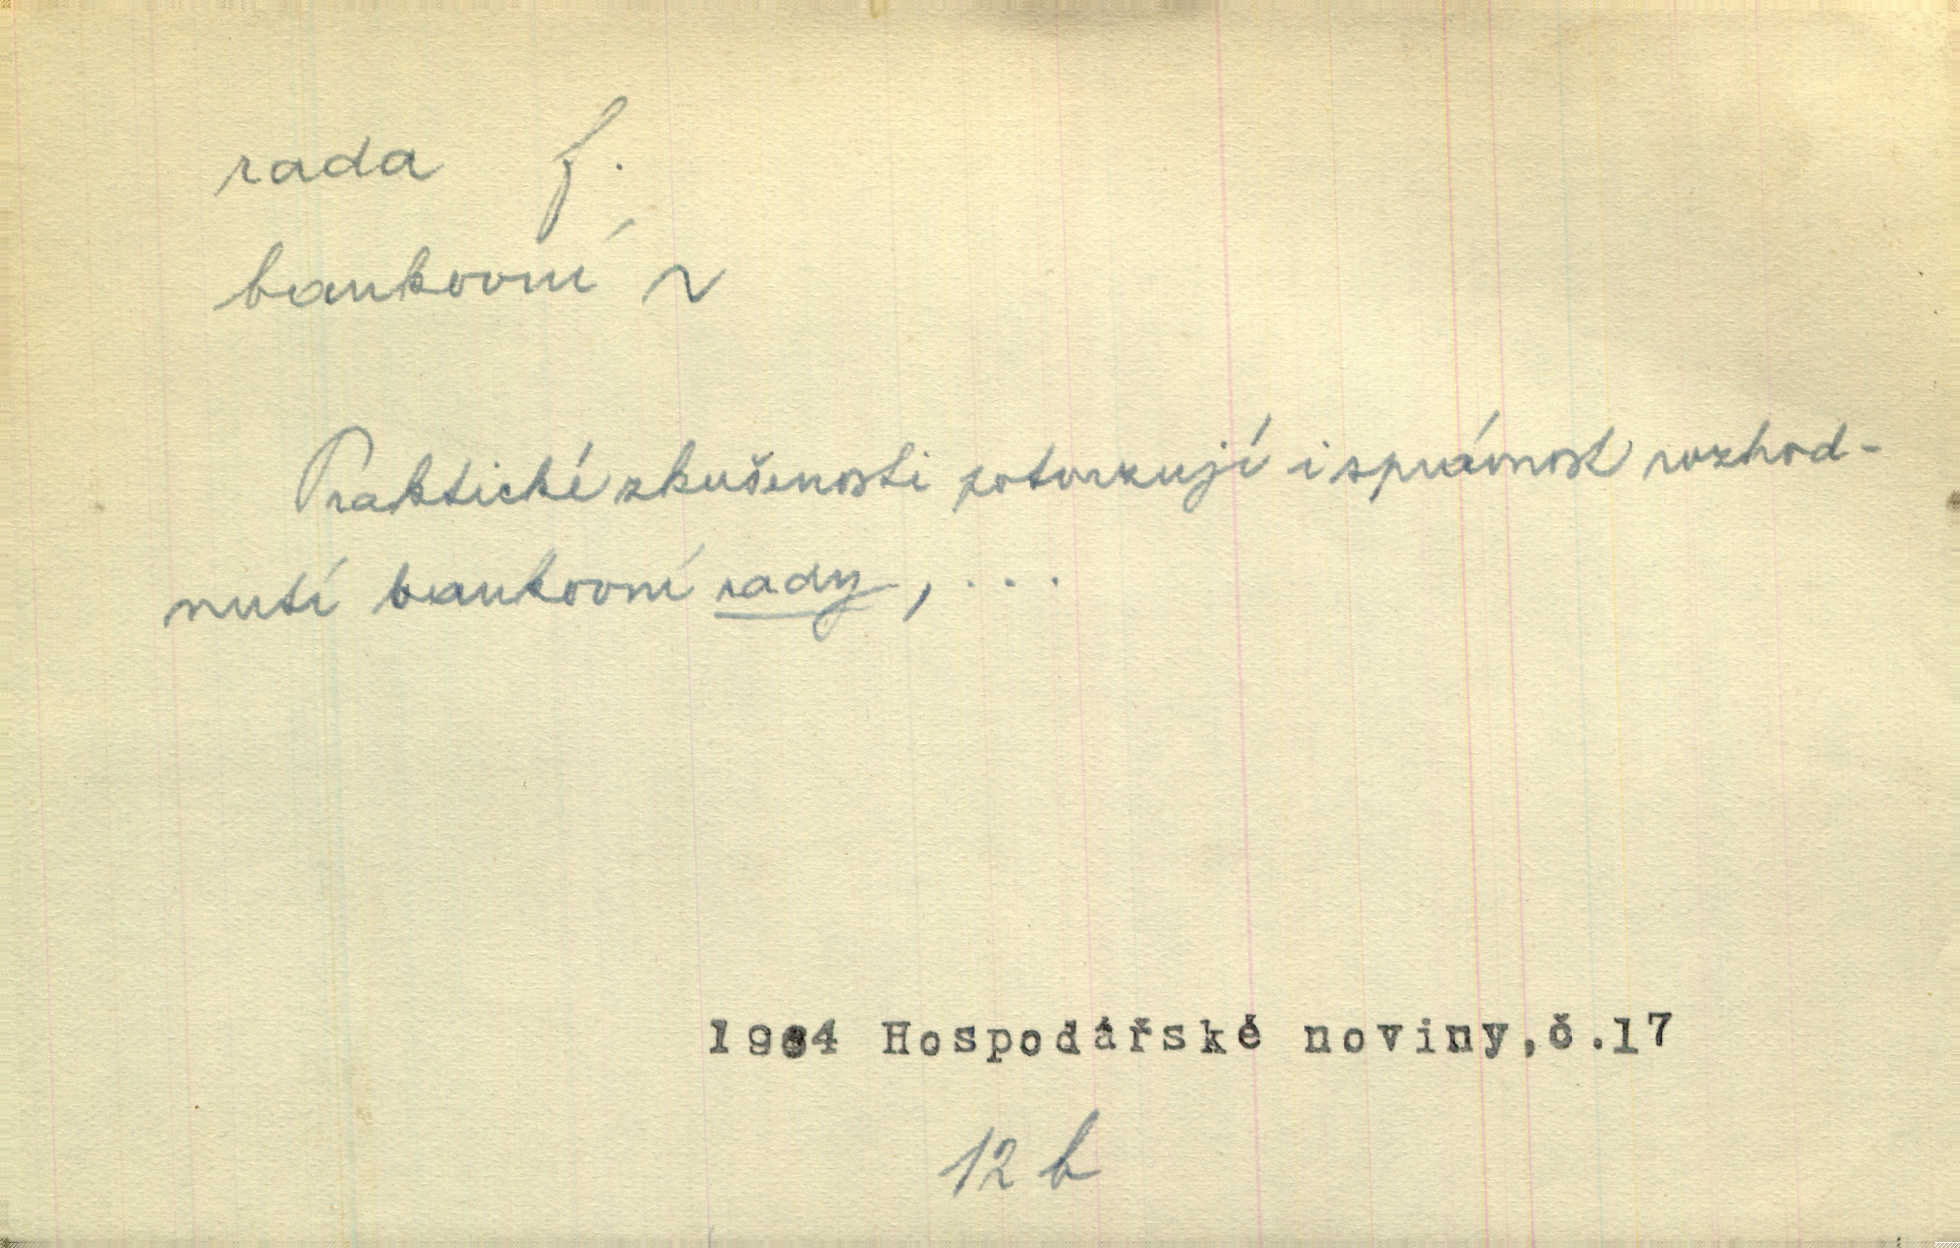 rada f.
bankovní r
Praktické zkušenosti potvrzují i správnost rozhod-
nutí bankovní rady, ...
1964 Hospodářské noviny,č.17
12 b